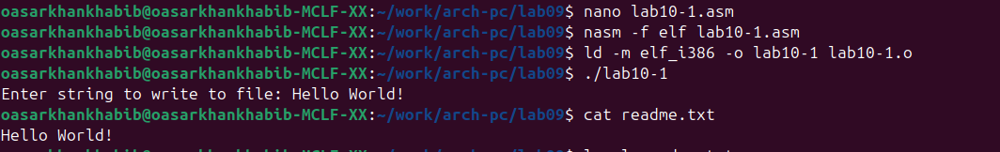 oasarkhankhabib@oasarkhankhabib-MCLF-XX:~/work/arch-pc/lab09$ nano lab10-1.asm
oasarkhankhabib@oasarkhankhabib-MCLF-XX:~/work/arch-pc/lab09$ nasm -f elf lab10-1.asm
oasarkhankhabib@oasarkhankhabib-MCLF-XX:~/work/arch-pc/lab09$ ld -m elf_i386 -o lab10-1 lab10-1.o
oasarkhankhabib@oasarkhankhabib-MCLF-XX:~/work/arch-pc/lab09$ ./lab10-1
Enter string to write to file: Hello World!
oasarkhankhabib@oasarkhankhabib-MCLF-XX:~/work/arch-pc/lab09$ cat readme.txt
Hello World!